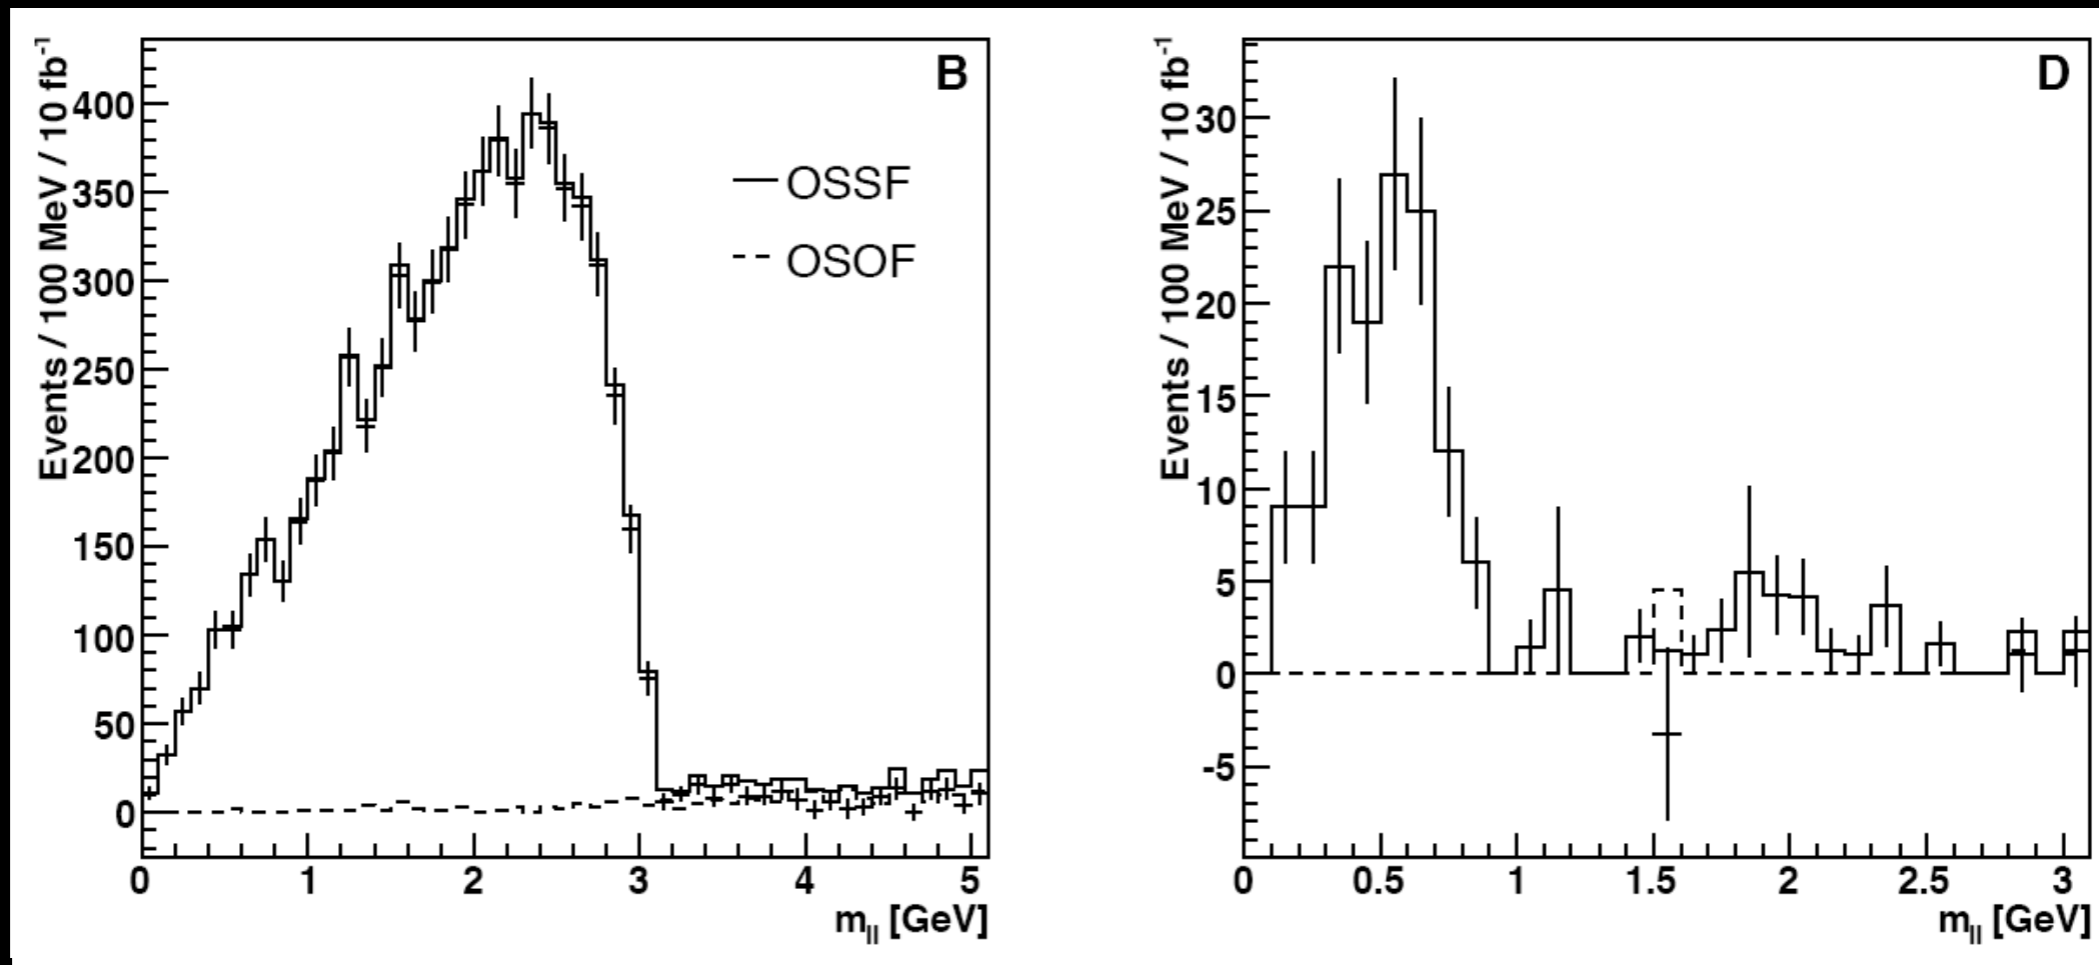 Events / 100 MeV / 10 fb⁻¹
B
400
350
300
250
200
150
100
50
0
OSSF
OSOF
0 1 2 3 4 5
m_ll [GeV]
Events / 100 MeV / 10 fb⁻¹
D
30
25
20
15
10
5
0
-5
0 0.5 1 1.5 2 2.5 3
m_ll [GeV]